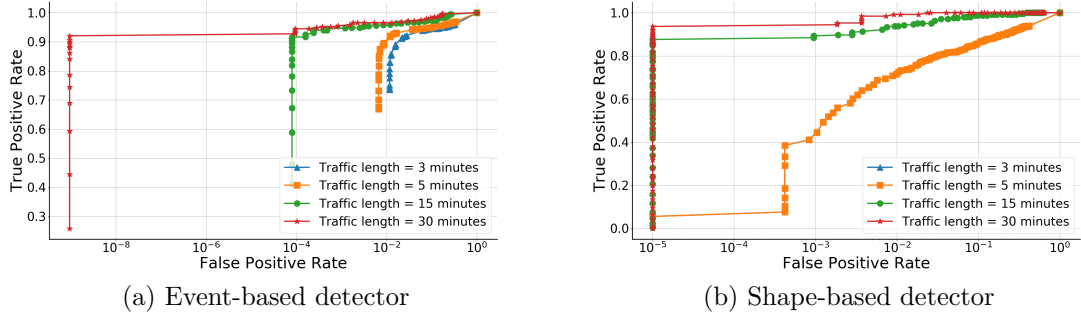 1.0
0.9
0.8
0.7
0.6
0.5
0.4
0.3
True Positive Rate
Traffic length = 3 minutes
Traffic length = 5 minutes
Traffic length = 15 minutes
Traffic length = 30 minutes
10⁻⁸ 10⁻⁶ 10⁻⁴ 10⁻² 10⁰
False Positive Rate
(a) Event-based detector
1.0
0.8
0.6
0.4
0.2
0.0
True Positive Rate
Traffic length = 3 minutes
Traffic length = 5 minutes
Traffic length = 15 minutes
Traffic length = 30 minutes
10⁻⁵ 10⁻⁴ 10⁻³ 10⁻² 10⁻¹ 10⁰
False Positive Rate
(b) Shape-based detector